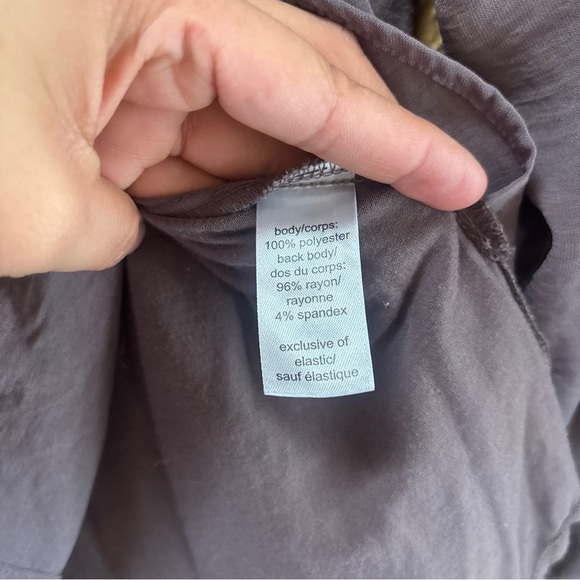 body/corps:
100% polyester
back body/
dos du corps:
96% rayon/
rayonne
4% spandex
exclusive of
elastic/
sauf élastique